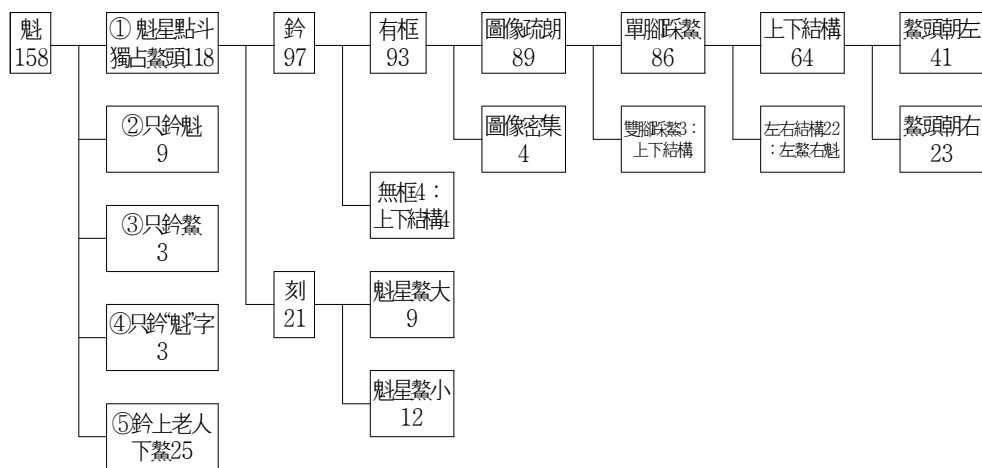 魁
158
① 魁星點斗
獨占鰲頭118
鈐
97
有框
93
圖像疏朗
89
單腳踩鰲
86
上下結構
64
鰲頭朝左
41
②只鈐魁
9
圖像密集
4
雙腳踩鰲3：
上下結構
左右結構22
：左鰲右魁
鰲頭朝右
23
無框4：
上下結構4
③只鈐鰲
3
刻
21
魁星鰲大
9
④只鈐“魁”字
3
魁星鰲小
12
⑤鈐上老人
下鰲25